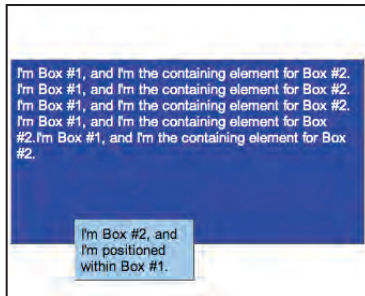 I'm Box #1, and I'm the containing element for Box #2.
I'm Box #1, and I'm the containing element for Box #2.
I'm Box #1, and I'm the containing element for Box #2.
I'm Box #1, and I'm the containing element for Box
#2.I'm Box #1, and I'm the containing element for Box
#2.
I'm Box #2, and
I'm positioned
within Box #1.